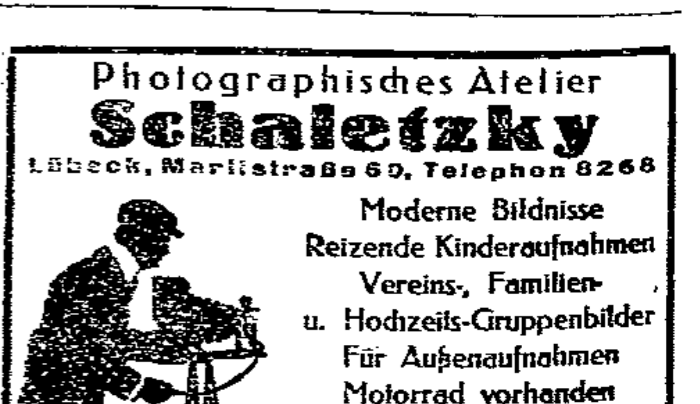 Photographisches Atelier
Schaletzky
Lübeck, Marlistraße 60, Telephon 8268
Moderne Bildnisse
Reizende Kinderaufnahmen
Vereins-, Familien-
u. Hochzeits-Gruppenbilder
Für Außenaufnahmen
Motorrad vorhanden